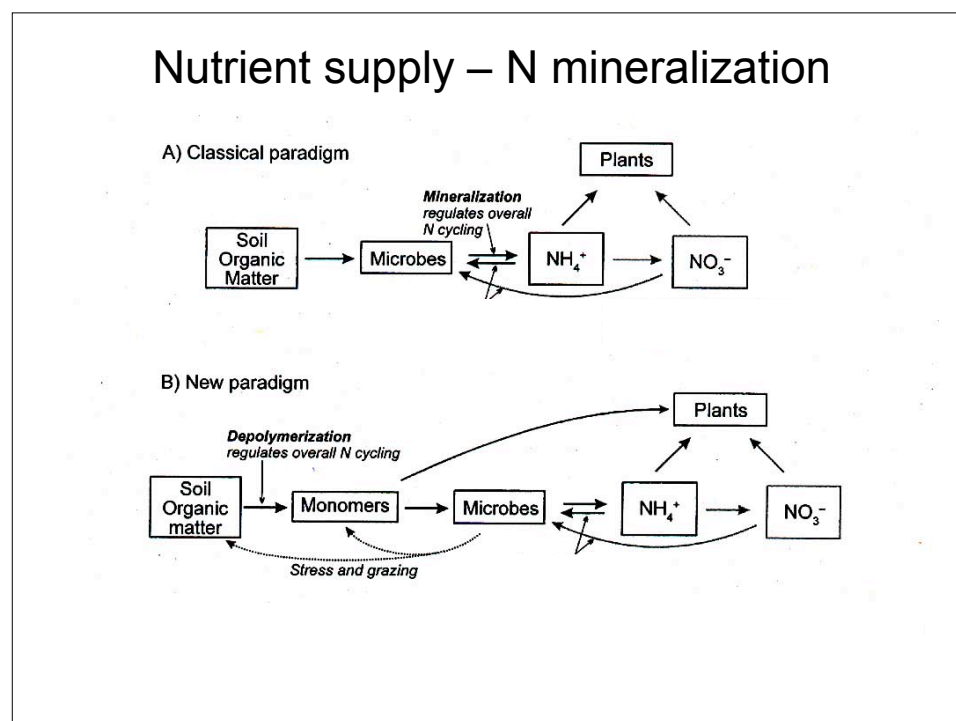 Nutrient supply – N mineralization
A) Classical paradigm
Plants
Mineralization
regulates overall
N cycling
Soil
Organic
Matter
Microbes
NH₄⁺
NO₃⁻
B) New paradigm
Plants
Depolymerization
regulates overall N cycling
Soil
Organic
matter
Monomers
Microbes
NH₄⁺
NO₃⁻
Stress and grazing